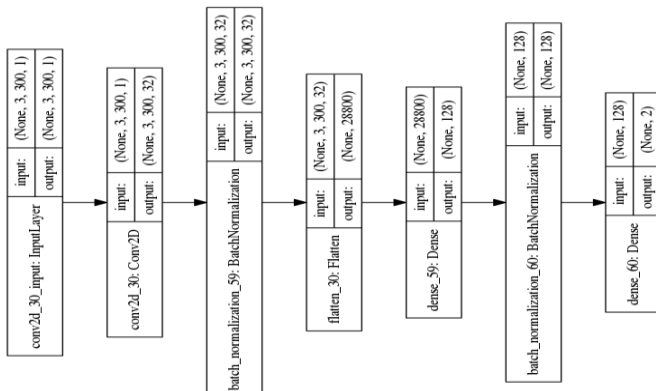 conv2d_30_input: InputLayer
input:
(None, 3, 300, 1)
output:
(None, 3, 300, 1)
conv2d_30: Conv2D
input:
(None, 3, 300, 1)
output:
(None, 3, 300, 32)
batch_normalization_59: BatchNormalization
input:
(None, 3, 300, 32)
output:
(None, 3, 300, 32)
flatten_30: Flatten
input:
(None, 3, 300, 32)
output:
(None, 28800)
dense_59: Dense
input:
(None, 28800)
output:
(None, 128)
batch_normalization_60: BatchNormalization
input:
(None, 128)
output:
(None, 128)
dense_60: Dense
input:
(None, 128)
output:
(None, 2)